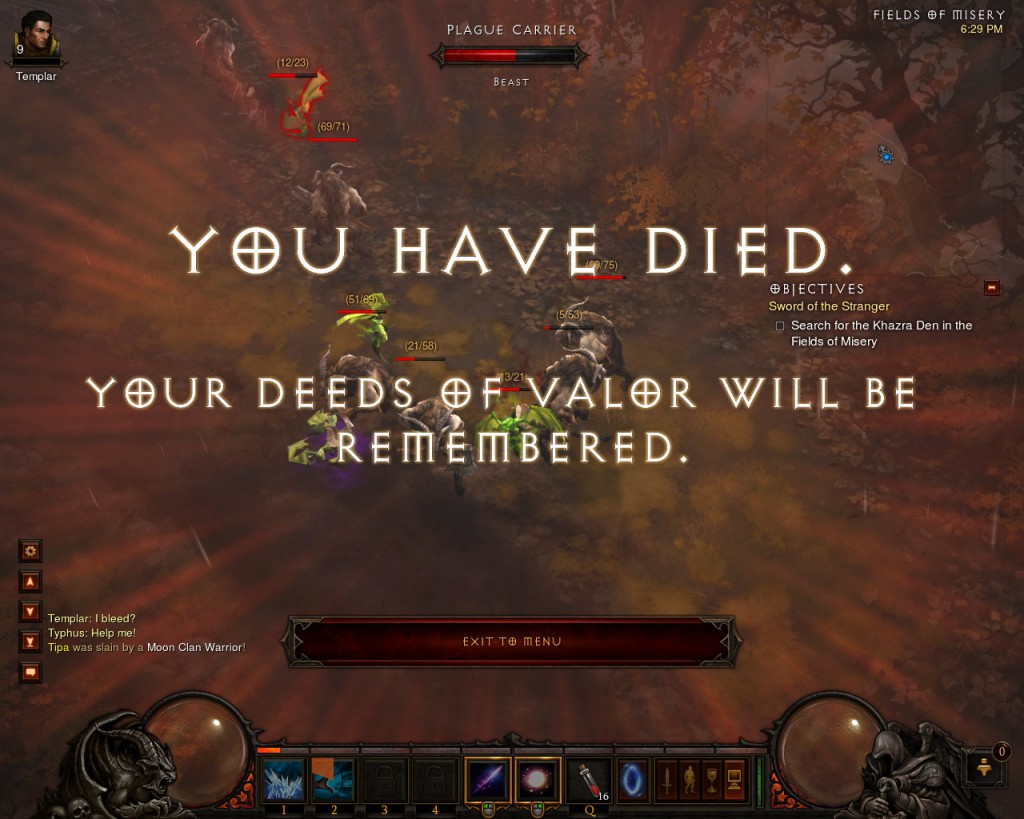 PLAGUE CARRIER
BEAST
FIELDS OF MISERY
6:29 PM
9
Templar
(12/23)
(69/71)
YOU HAVE DIED.
OBJECTIVES
Sword of the Stranger
Search for the Khazra Den in the
Fields of Misery
(51/69)
(5/53)
(21/58)
YOUR DEEDS OF VALOR WILL BE
REMEMBERED.
Templar: I bleed?
Typhus: Help me!
Tipa was slain by a Moon Clan Warrior!
EXIT TO MENU
0
16
1 2 3 4 Q